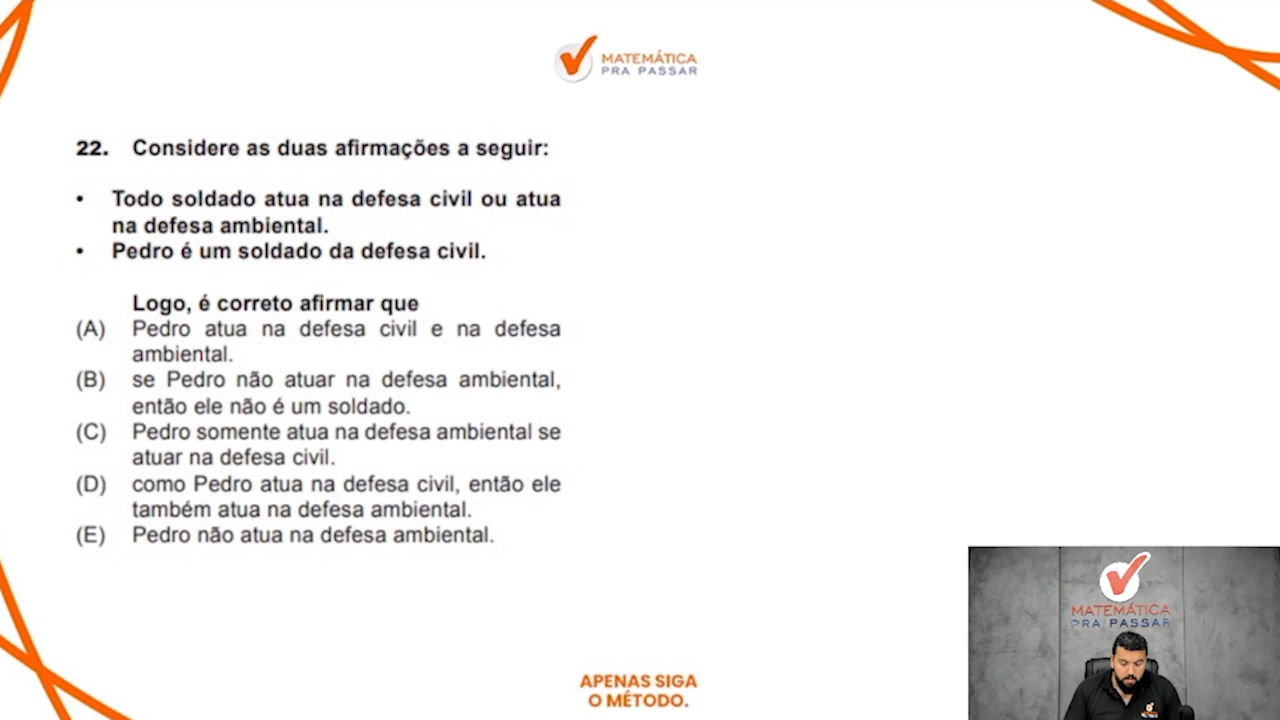 MATEMÁTICA
PRA PASSAR
22. Considere as duas afirmações a seguir:
• Todo soldado atua na defesa civil ou atua
na defesa ambiental.
• Pedro é um soldado da defesa civil.
Logo, é correto afirmar que
(A) Pedro atua na defesa civil e na defesa
ambiental.
(B) se Pedro não atuar na defesa ambiental,
então ele não é um soldado.
(C) Pedro somente atua na defesa ambiental se
atuar na defesa civil.
(D) como Pedro atua na defesa civil, então ele
também atua na defesa ambiental.
(E) Pedro não atua na defesa ambiental.
MATEMÁTICA
PRA PASSAR
APENAS SIGA
O MÉTODO.